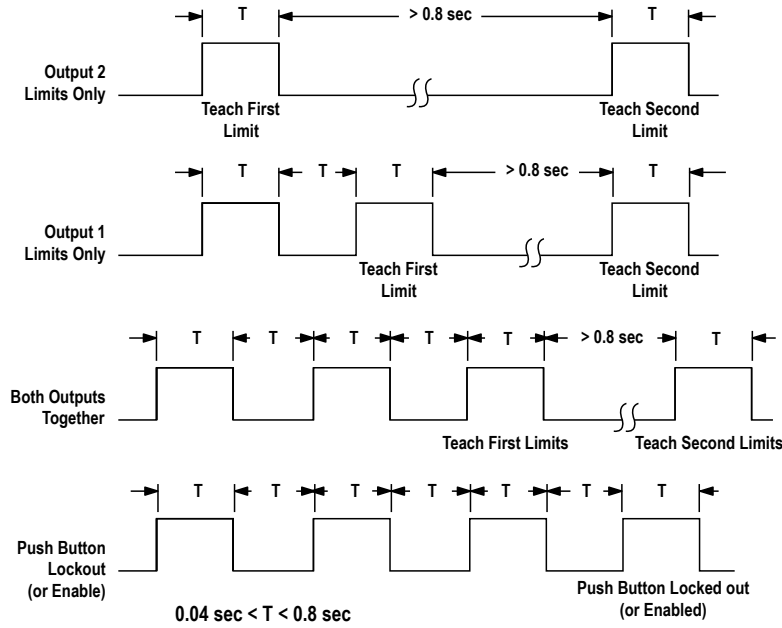 T > 0.8 sec T
Output 2
Limits Only
Teach First
Limit
Teach Second
Limit
T T T > 0.8 sec T
Output 1
Limits Only
Teach First
Limit
Teach Second
Limit
T T T T T > 0.8 sec T
Both Outputs
Together
Teach First Limits
Teach Second Limits
T T T T T T T
Push Button
Lockout
(or Enable)
Push Button Locked out
(or Enabled)
0.04 sec < T < 0.8 sec